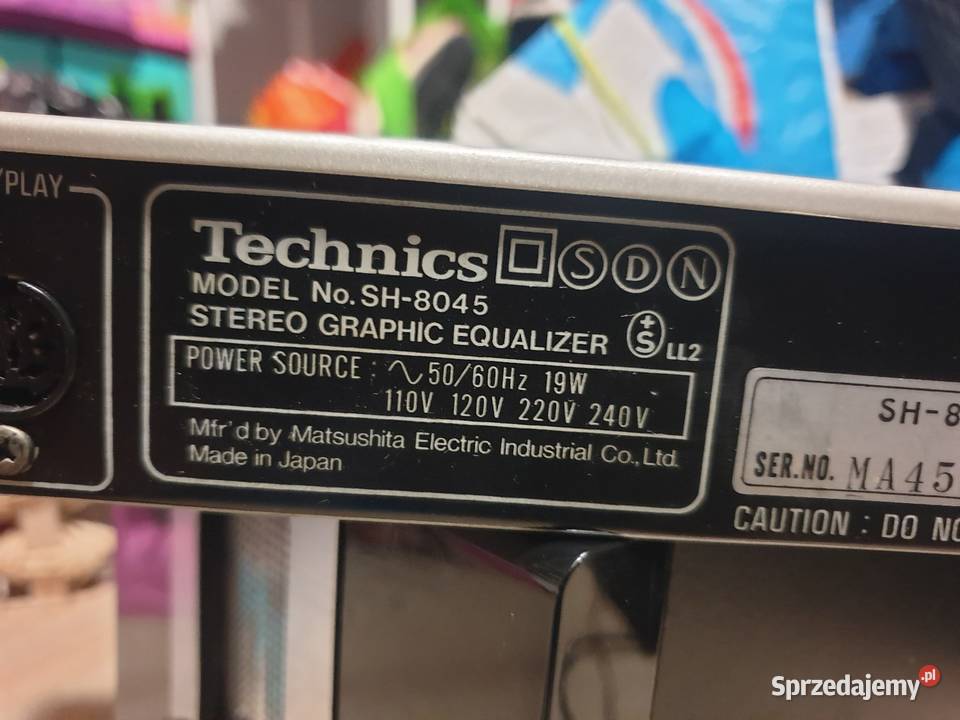 /PLAY
Technics S D N
MODEL No. SH-8045
STEREO GRAPHIC EQUALIZER +S LL2
POWER SOURCE : ∿ 50/60Hz 19W
110V 120V 220V 240V
Mfr'd by Matsushita Electric Industrial Co., Ltd.
Made in Japan
SH-8
SER.NO. MA45
CAUTION : DO NO
Sprzedajemy.pl